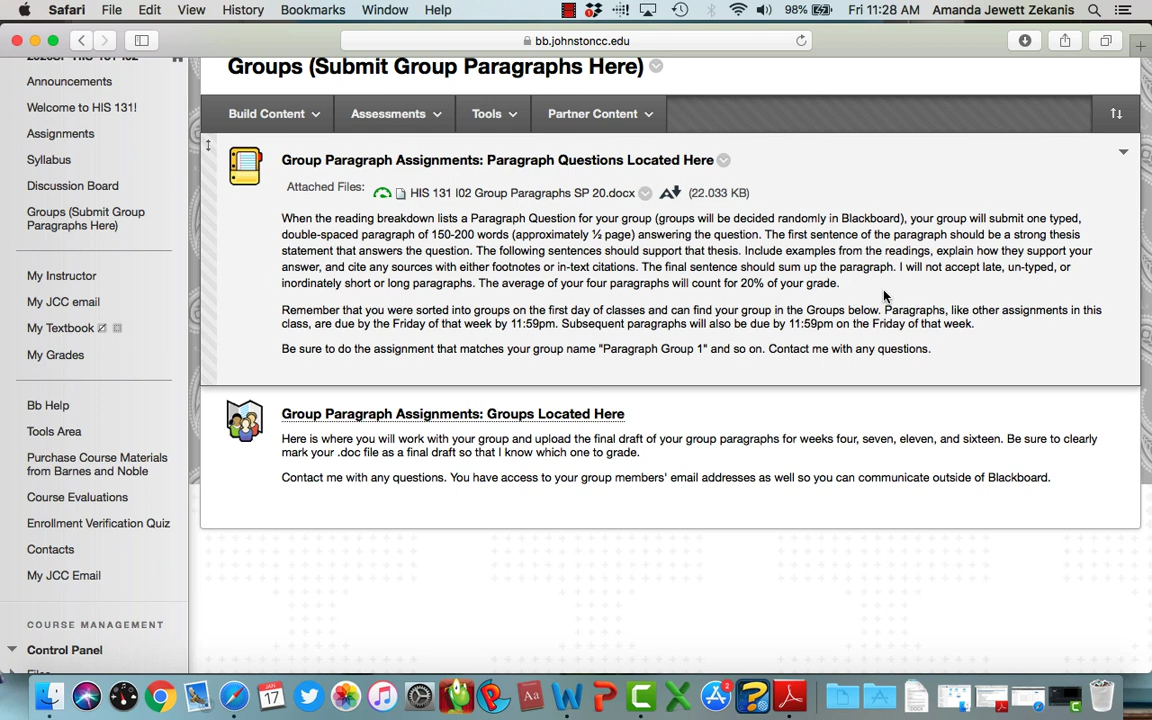 Safari File Edit View History Bookmarks Window Help 98% Fri 11:28 AM Amanda Jewett Zekanis
bb.johnstoncc.edu
Announcements
Welcome to HIS 131!
Assignments
Syllabus
Discussion Board
Groups (Submit Group
Paragraphs Here)
My Instructor
My JCC email
My Textbook
My Grades
Bb Help
Tools Area
Purchase Course Materials
from Barnes and Noble
Course Evaluations
Enrollment Verification Quiz
Contacts
My JCC Email
COURSE MANAGEMENT
Control Panel
Groups (Submit Group Paragraphs Here)
Build Content Assessments Tools Partner Content
Group Paragraph Assignments: Paragraph Questions Located Here
Attached Files: HIS 131 I02 Group Paragraphs SP 20.docx (22.033 KB)
When the reading breakdown lists a Paragraph Question for your group (groups will be decided randomly in Blackboard), your group will submit one typed,
double-spaced paragraph of 150-200 words (approximately ½ page) answering the question. The first sentence of the paragraph should be a strong thesis
statement that answers the question. The following sentences should support that thesis. Include examples from the readings, explain how they support your
answer, and cite any sources with either footnotes or in-text citations. The final sentence should sum up the paragraph. I will not accept late, un-typed, or
inordinately short or long paragraphs. The average of your four paragraphs will count for 20% of your grade.
Remember that you were sorted into groups on the first day of classes and can find your group in the Groups below. Paragraphs, like other assignments in this
class, are due by the Friday of that week by 11:59pm. Subsequent paragraphs will also be due by 11:59pm on the Friday of that week.
Be sure to do the assignment that matches your group name "Paragraph Group 1" and so on. Contact me with any questions.
Group Paragraph Assignments: Groups Located Here
Here is where you will work with your group and upload the final draft of your group paragraphs for weeks four, seven, eleven, and sixteen. Be sure to clearly
mark your .doc file as a final draft so that I know which one to grade.
Contact me with any questions. You have access to your group members' email addresses as well so you can communicate outside of Blackboard.
JAN
17
Aa
2